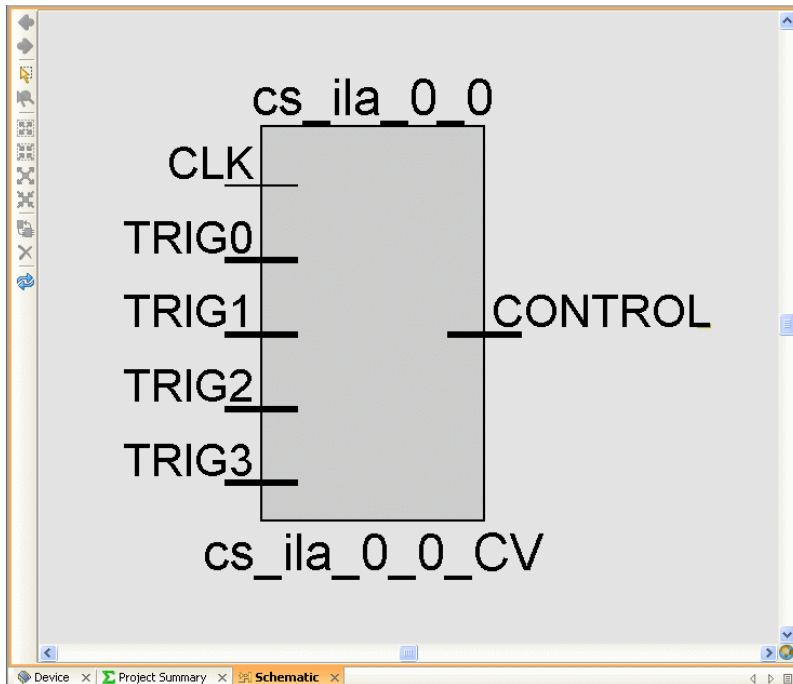 cs_ila_0_0
CLK
TRIG0
TRIG1
CONTROL
TRIG2
TRIG3
cs_ila_0_0_CV
Device
Project Summary
Schematic